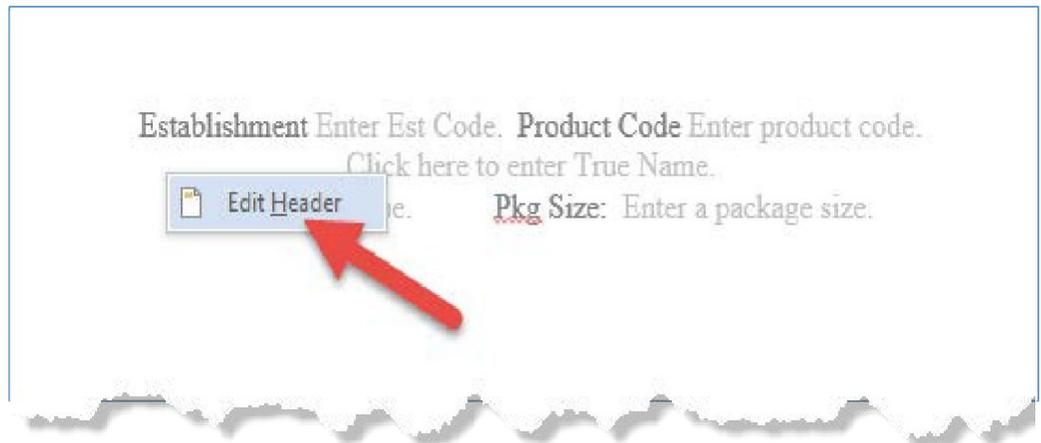 Establishment Enter Est Code. Product Code Enter product code.
Click here to enter True Name.
Edit Header
Pkg Size: Enter a package size.